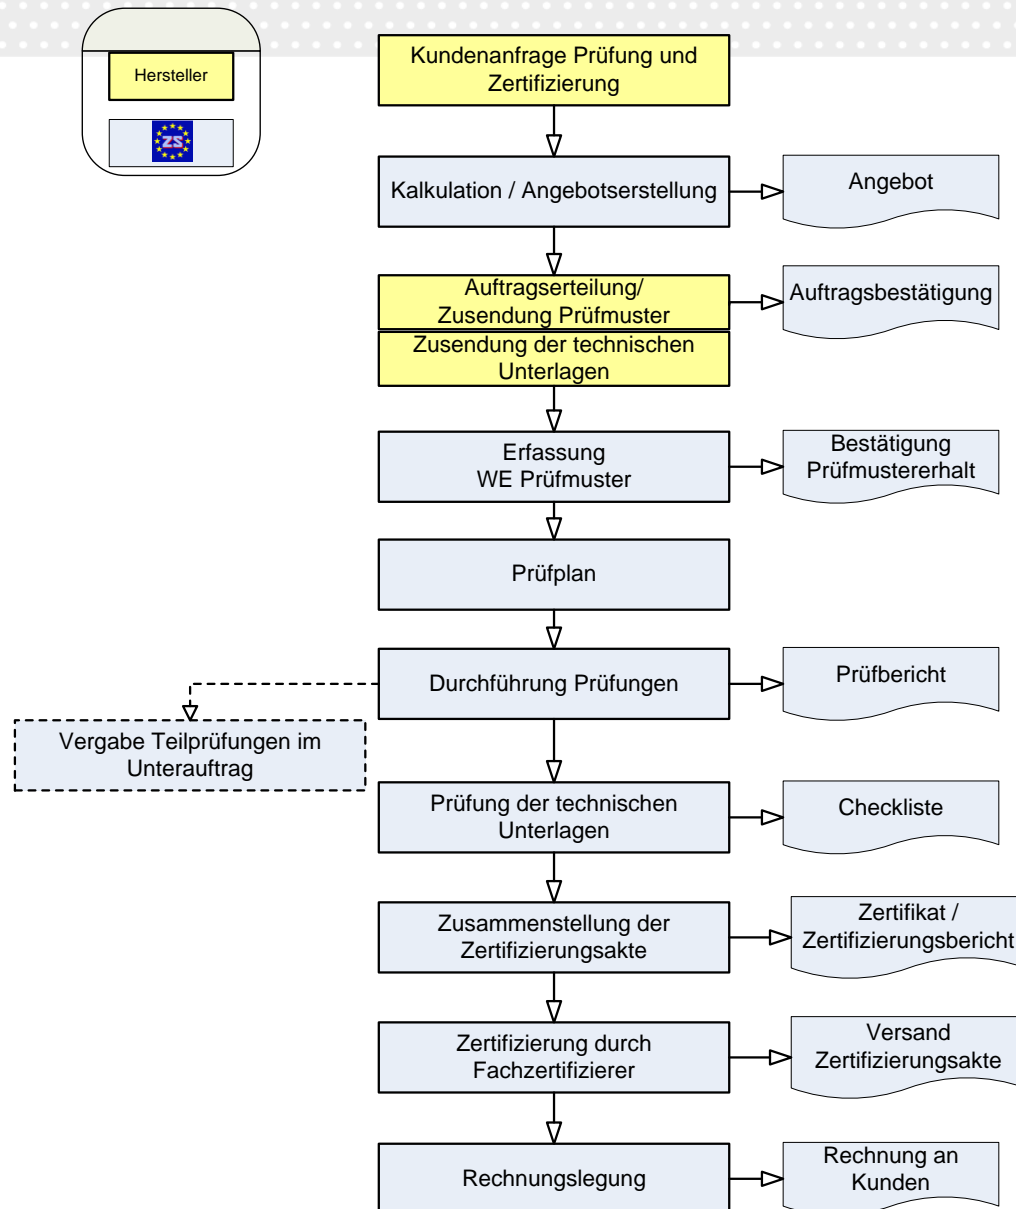 Hersteller
ZS
Kundenanfrage Prüfung und
Zertifizierung
Kalkulation / Angebotserstellung
Angebot
Auftragserteilung/
Zusendung Prüfmuster
Auftragsbestätigung
Zusendung der technischen
Unterlagen
Erfassung
WE Prüfmuster
Bestätigung
Prüfmustererhalt
Prüfplan
Durchführung Prüfungen
Prüfbericht
Vergabe Teilprüfungen im
Unterauftrag
Prüfung der technischen
Unterlagen
Checkliste
Zusammenstellung der
Zertifizierungsakte
Zertifikat /
Zertifizierungsbericht
Zertifizierung durch
Fachzertifizierer
Versand
Zertifizierungsakte
Rechnungslegung
Rechnung an
Kunden